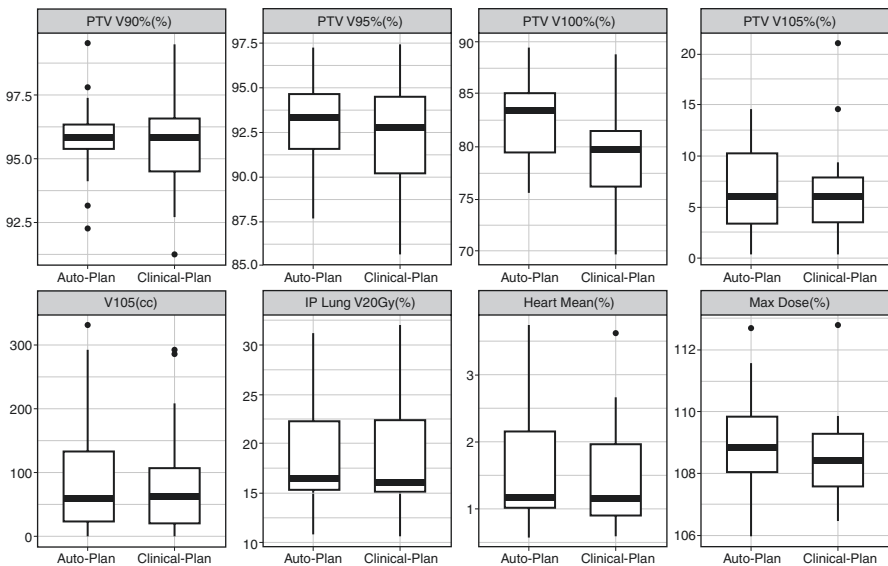 PTV V90%(%)
PTV V95%(%)
PTV V100%(%)
PTV V105%(%)
97.5
95.0
92.5
97.5
95.0
92.5
90.0
87.5
85.0
90
85
80
75
70
20
15
10
5
0
Auto-Plan Clinical-Plan
Auto-Plan Clinical-Plan
Auto-Plan Clinical-Plan
Auto-Plan Clinical-Plan
V105(cc)
IP Lung V20Gy(%)
Heart Mean(%)
Max Dose(%)
300
200
100
0
30
25
20
15
10
3
2
1
112
110
108
106
Auto-Plan Clinical-Plan
Auto-Plan Clinical-Plan
Auto-Plan Clinical-Plan
Auto-Plan Clinical-Plan